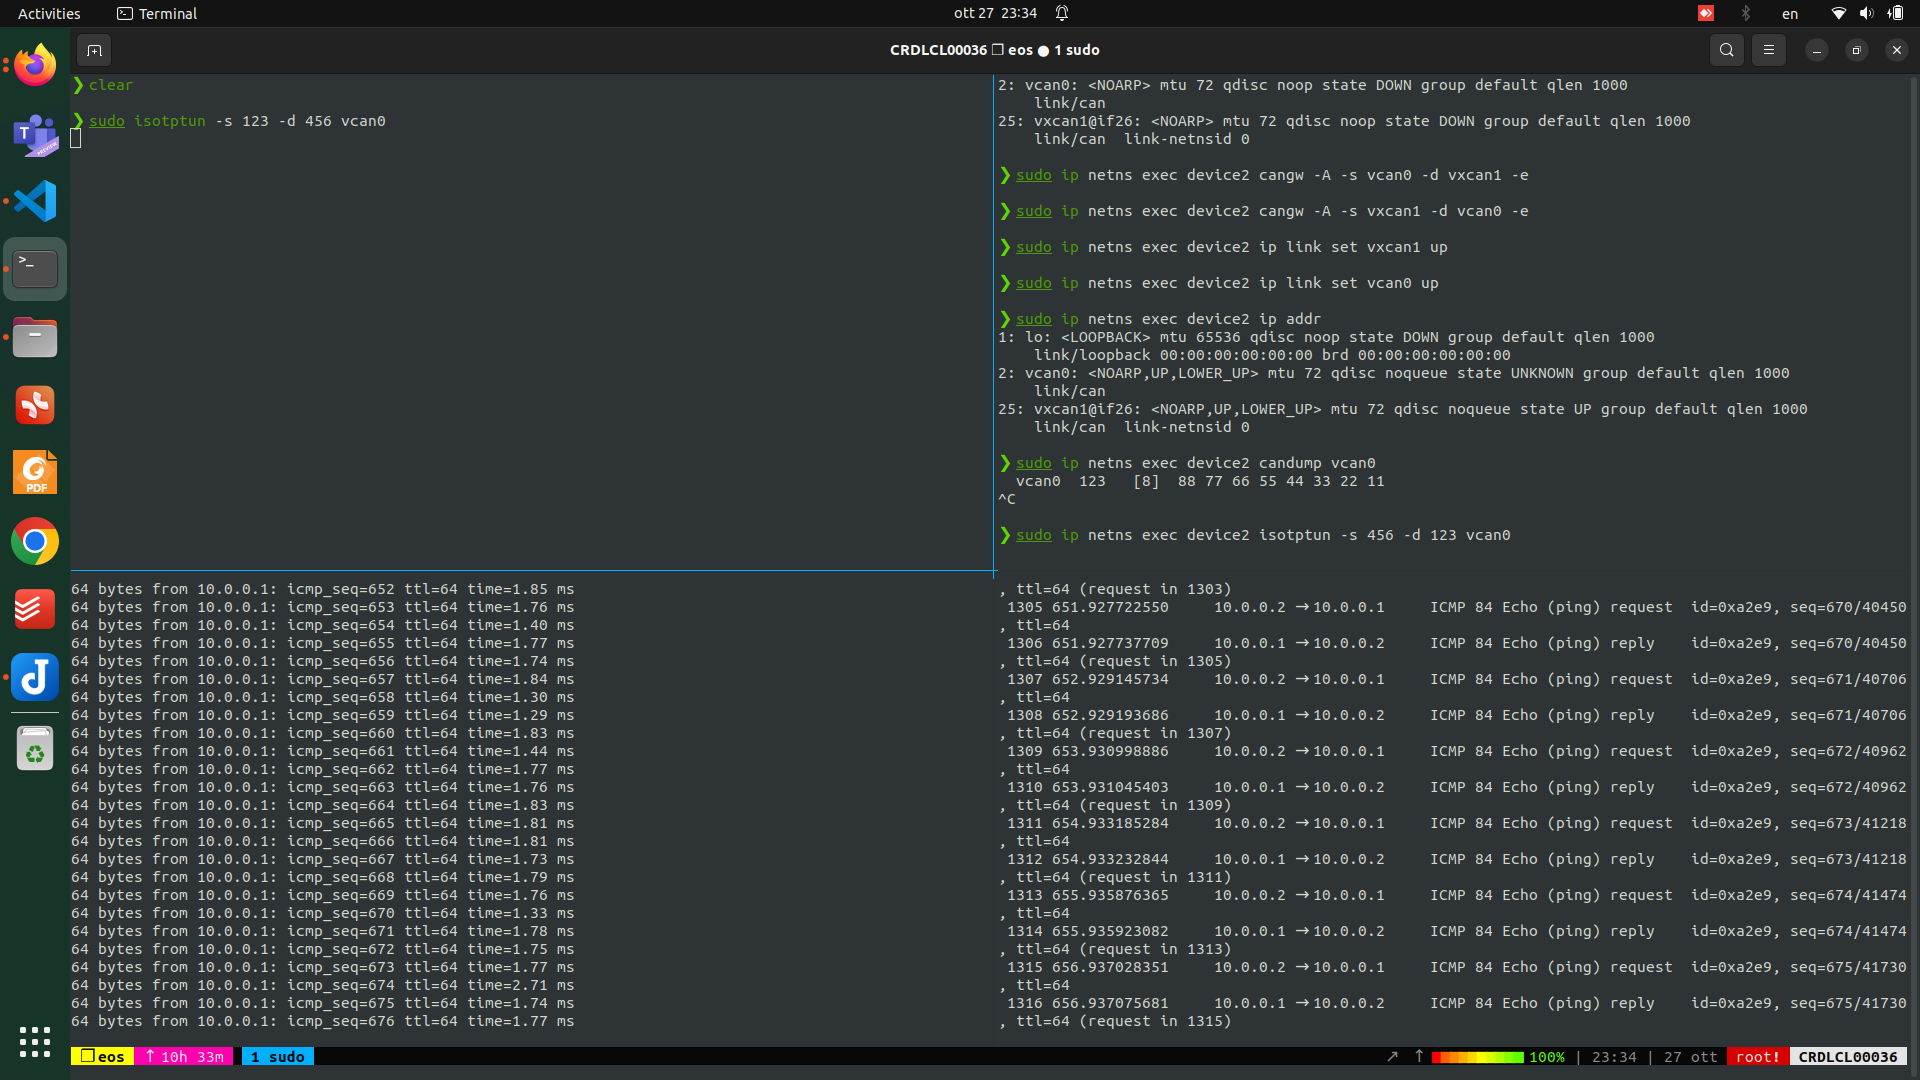 Activities
Terminal
ott 27 23:34
en
CRDLCL00036 ❐ eos ● 1 sudo
❯ clear
❯ sudo isotptun -s 123 -d 456 vcan0
2: vcan0: <NOARP> mtu 72 qdisc noop state DOWN group default qlen 1000
link/can
25: vxcan1@if26: <NOARP> mtu 72 qdisc noop state DOWN group default qlen 1000
link/can link-netnsid 0
❯ sudo ip netns exec device2 cangw -A -s vcan0 -d vxcan1 -e
❯ sudo ip netns exec device2 cangw -A -s vxcan1 -d vcan0 -e
❯ sudo ip netns exec device2 ip link set vxcan1 up
❯ sudo ip netns exec device2 ip link set vcan0 up
❯ sudo ip netns exec device2 ip addr
1: lo: <LOOPBACK> mtu 65536 qdisc noop state DOWN group default qlen 1000
link/loopback 00:00:00:00:00:00 brd 00:00:00:00:00:00
2: vcan0: <NOARP,UP,LOWER_UP> mtu 72 qdisc noqueue state UNKNOWN group default qlen 1000
link/can
25: vxcan1@if26: <NOARP,UP,LOWER_UP> mtu 72 qdisc noqueue state UP group default qlen 1000
link/can link-netnsid 0
❯ sudo ip netns exec device2 candump vcan0
vcan0 123 [8] 88 77 66 55 44 33 22 11
^C
❯ sudo ip netns exec device2 isotptun -s 456 -d 123 vcan0
64 bytes from 10.0.0.1: icmp_seq=652 ttl=64 time=1.85 ms
64 bytes from 10.0.0.1: icmp_seq=653 ttl=64 time=1.76 ms
64 bytes from 10.0.0.1: icmp_seq=654 ttl=64 time=1.40 ms
64 bytes from 10.0.0.1: icmp_seq=655 ttl=64 time=1.77 ms
64 bytes from 10.0.0.1: icmp_seq=656 ttl=64 time=1.74 ms
64 bytes from 10.0.0.1: icmp_seq=657 ttl=64 time=1.84 ms
64 bytes from 10.0.0.1: icmp_seq=658 ttl=64 time=1.30 ms
64 bytes from 10.0.0.1: icmp_seq=659 ttl=64 time=1.29 ms
64 bytes from 10.0.0.1: icmp_seq=660 ttl=64 time=1.83 ms
64 bytes from 10.0.0.1: icmp_seq=661 ttl=64 time=1.44 ms
64 bytes from 10.0.0.1: icmp_seq=662 ttl=64 time=1.77 ms
64 bytes from 10.0.0.1: icmp_seq=663 ttl=64 time=1.76 ms
64 bytes from 10.0.0.1: icmp_seq=664 ttl=64 time=1.83 ms
64 bytes from 10.0.0.1: icmp_seq=665 ttl=64 time=1.81 ms
64 bytes from 10.0.0.1: icmp_seq=666 ttl=64 time=1.81 ms
64 bytes from 10.0.0.1: icmp_seq=667 ttl=64 time=1.73 ms
64 bytes from 10.0.0.1: icmp_seq=668 ttl=64 time=1.79 ms
64 bytes from 10.0.0.1: icmp_seq=669 ttl=64 time=1.76 ms
64 bytes from 10.0.0.1: icmp_seq=670 ttl=64 time=1.33 ms
64 bytes from 10.0.0.1: icmp_seq=671 ttl=64 time=1.78 ms
64 bytes from 10.0.0.1: icmp_seq=672 ttl=64 time=1.75 ms
64 bytes from 10.0.0.1: icmp_seq=673 ttl=64 time=1.77 ms
64 bytes from 10.0.0.1: icmp_seq=674 ttl=64 time=2.71 ms
64 bytes from 10.0.0.1: icmp_seq=675 ttl=64 time=1.74 ms
64 bytes from 10.0.0.1: icmp_seq=676 ttl=64 time=1.77 ms
, ttl=64 (request in 1303)
1305 651.927722550 10.0.0.2 → 10.0.0.1 ICMP 84 Echo (ping) request id=0xa2e9, seq=670/40450
, ttl=64
1306 651.927737709 10.0.0.1 → 10.0.0.2 ICMP 84 Echo (ping) reply id=0xa2e9, seq=670/40450
, ttl=64 (request in 1305)
1307 652.929145734 10.0.0.2 → 10.0.0.1 ICMP 84 Echo (ping) request id=0xa2e9, seq=671/40706
, ttl=64
1308 652.929193686 10.0.0.1 → 10.0.0.2 ICMP 84 Echo (ping) reply id=0xa2e9, seq=671/40706
, ttl=64 (request in 1307)
1309 653.930998886 10.0.0.2 → 10.0.0.1 ICMP 84 Echo (ping) request id=0xa2e9, seq=672/40962
, ttl=64
1310 653.931045403 10.0.0.1 → 10.0.0.2 ICMP 84 Echo (ping) reply id=0xa2e9, seq=672/40962
, ttl=64 (request in 1309)
1311 654.933185284 10.0.0.2 → 10.0.0.1 ICMP 84 Echo (ping) request id=0xa2e9, seq=673/41218
, ttl=64
1312 654.933232844 10.0.0.1 → 10.0.0.2 ICMP 84 Echo (ping) reply id=0xa2e9, seq=673/41218
, ttl=64 (request in 1311)
1313 655.935876365 10.0.0.2 → 10.0.0.1 ICMP 84 Echo (ping) request id=0xa2e9, seq=674/41474
, ttl=64
1314 655.935923082 10.0.0.1 → 10.0.0.2 ICMP 84 Echo (ping) reply id=0xa2e9, seq=674/41474
, ttl=64 (request in 1313)
1315 656.937028351 10.0.0.2 → 10.0.0.1 ICMP 84 Echo (ping) request id=0xa2e9, seq=675/41730
, ttl=64
1316 656.937075681 10.0.0.1 → 10.0.0.2 ICMP 84 Echo (ping) reply id=0xa2e9, seq=675/41730
, ttl=64 (request in 1315)
❐ eos ↑ 10h 33m 1 sudo
↗ ↑ 100% | 23:34 | 27 ott root! CRDLCL00036
T
PREVIEW
PDF
J